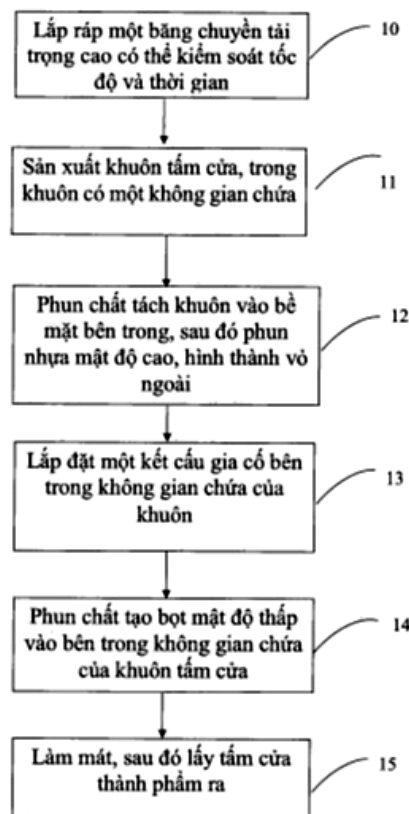 Lắp ráp một băng chuyền tải
trọng cao có thể kiểm soát tốc
độ và thời gian
10
Sản xuất khuôn tấm cửa, trong
khuôn có một không gian chứa
11
Phun chất tách khuôn vào bề
mặt bên trong, sau đó phun
nhựa mật độ cao, hình thành vỏ
ngoài
12
Lắp đặt một kết cấu gia cố bên
trong không gian chứa của
khuôn
13
Phun chất tạo bọt mật độ thấp
vào bên trong không gian chứa
của khuôn tấm cửa
14
Làm mát, sau đó lấy tấm cửa
thành phẩm ra
15